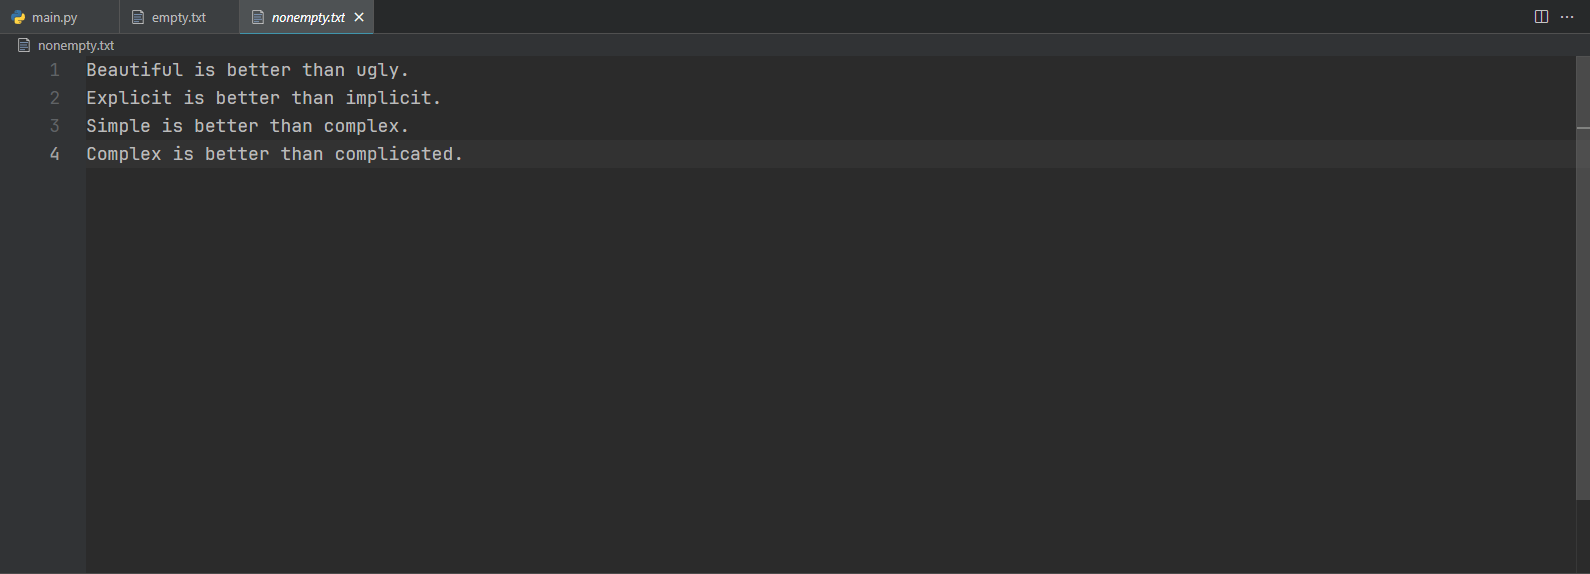 main.py empty.txt nonempty.txt
nonempty.txt
1 Beautiful is better than ugly.
2 Explicit is better than implicit.
3 Simple is better than complex.
4 Complex is better than complicated.